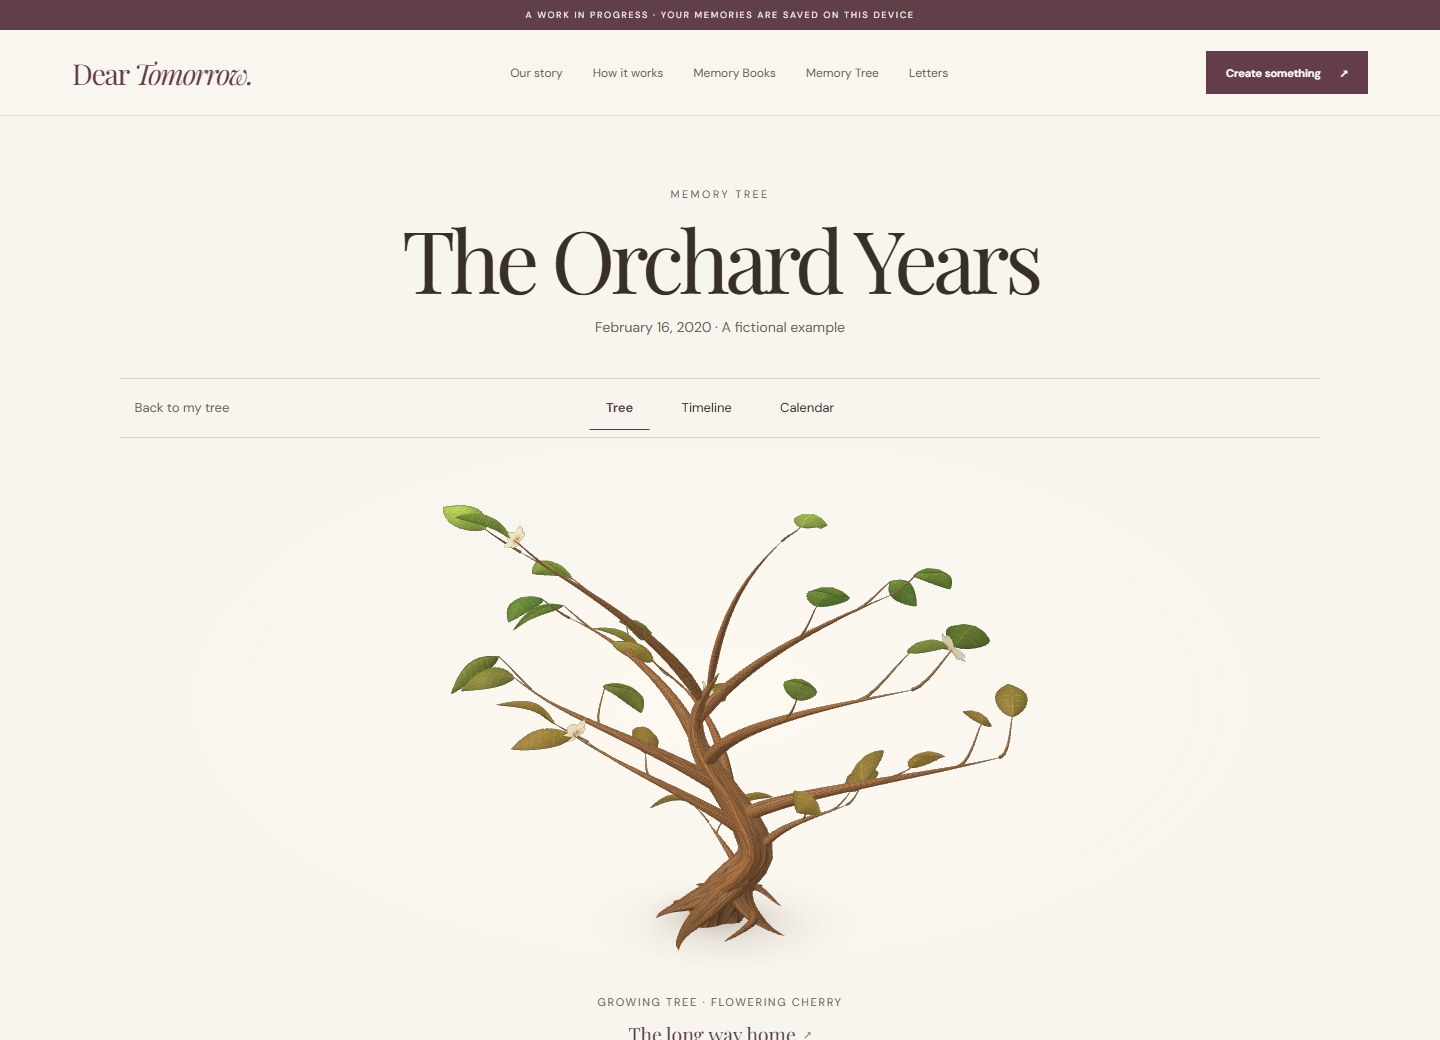 A WORK IN PROGRESS · YOUR MEMORIES ARE SAVED ON THIS DEVICE
Dear Tomorrow.
Our story How it works Memory Books Memory Tree Letters
Create something ↗
MEMORY TREE
The Orchard Years
February 16, 2020 · A fictional example
Back to my tree Tree Timeline Calendar
GROWING TREE · FLOWERING CHERRY
The long way home ↗